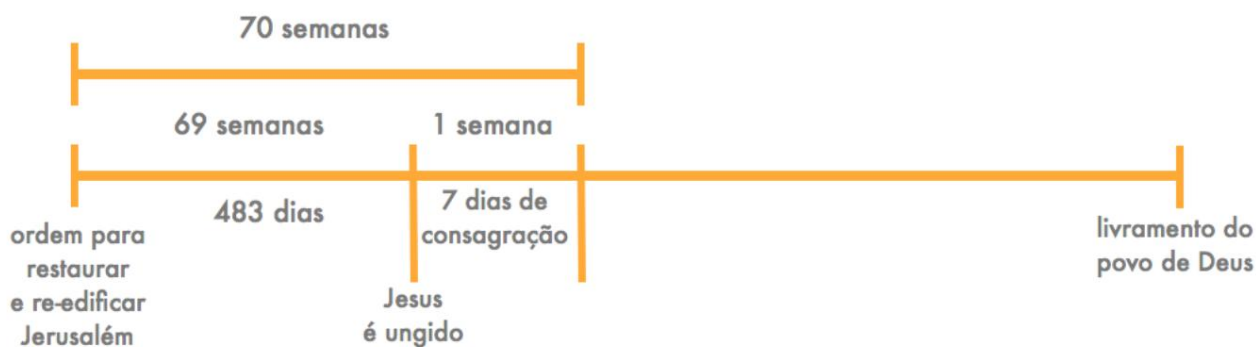 70 semanas
69 semanas
1 semana
483 dias
7 dias de
consagração
ordem para
restaurar
e re-edificar
Jerusalém
Jesus
é ungido
livramento do
povo de Deus